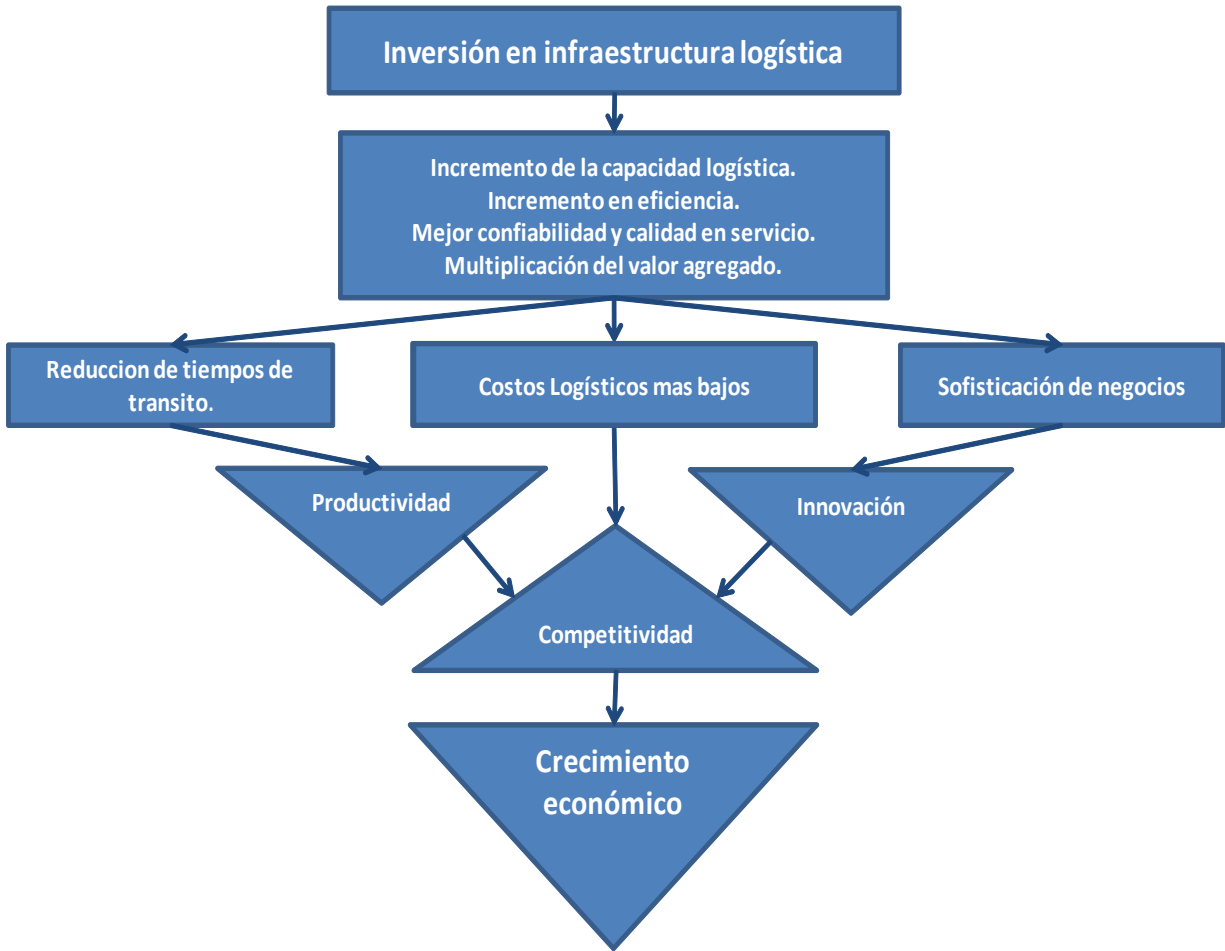 Inversión en infraestructura logística
Incremento de la capacidad logística.
Incremento en eficiencia.
Mejor confiabilidad y calidad en servicio.
Multiplicación del valor agregado.
Reduccion de tiempos de
transito.
Costos Logísticos mas bajos
Sofisticación de negocios
Productividad
Innovación
Competitividad
Crecimiento
económico